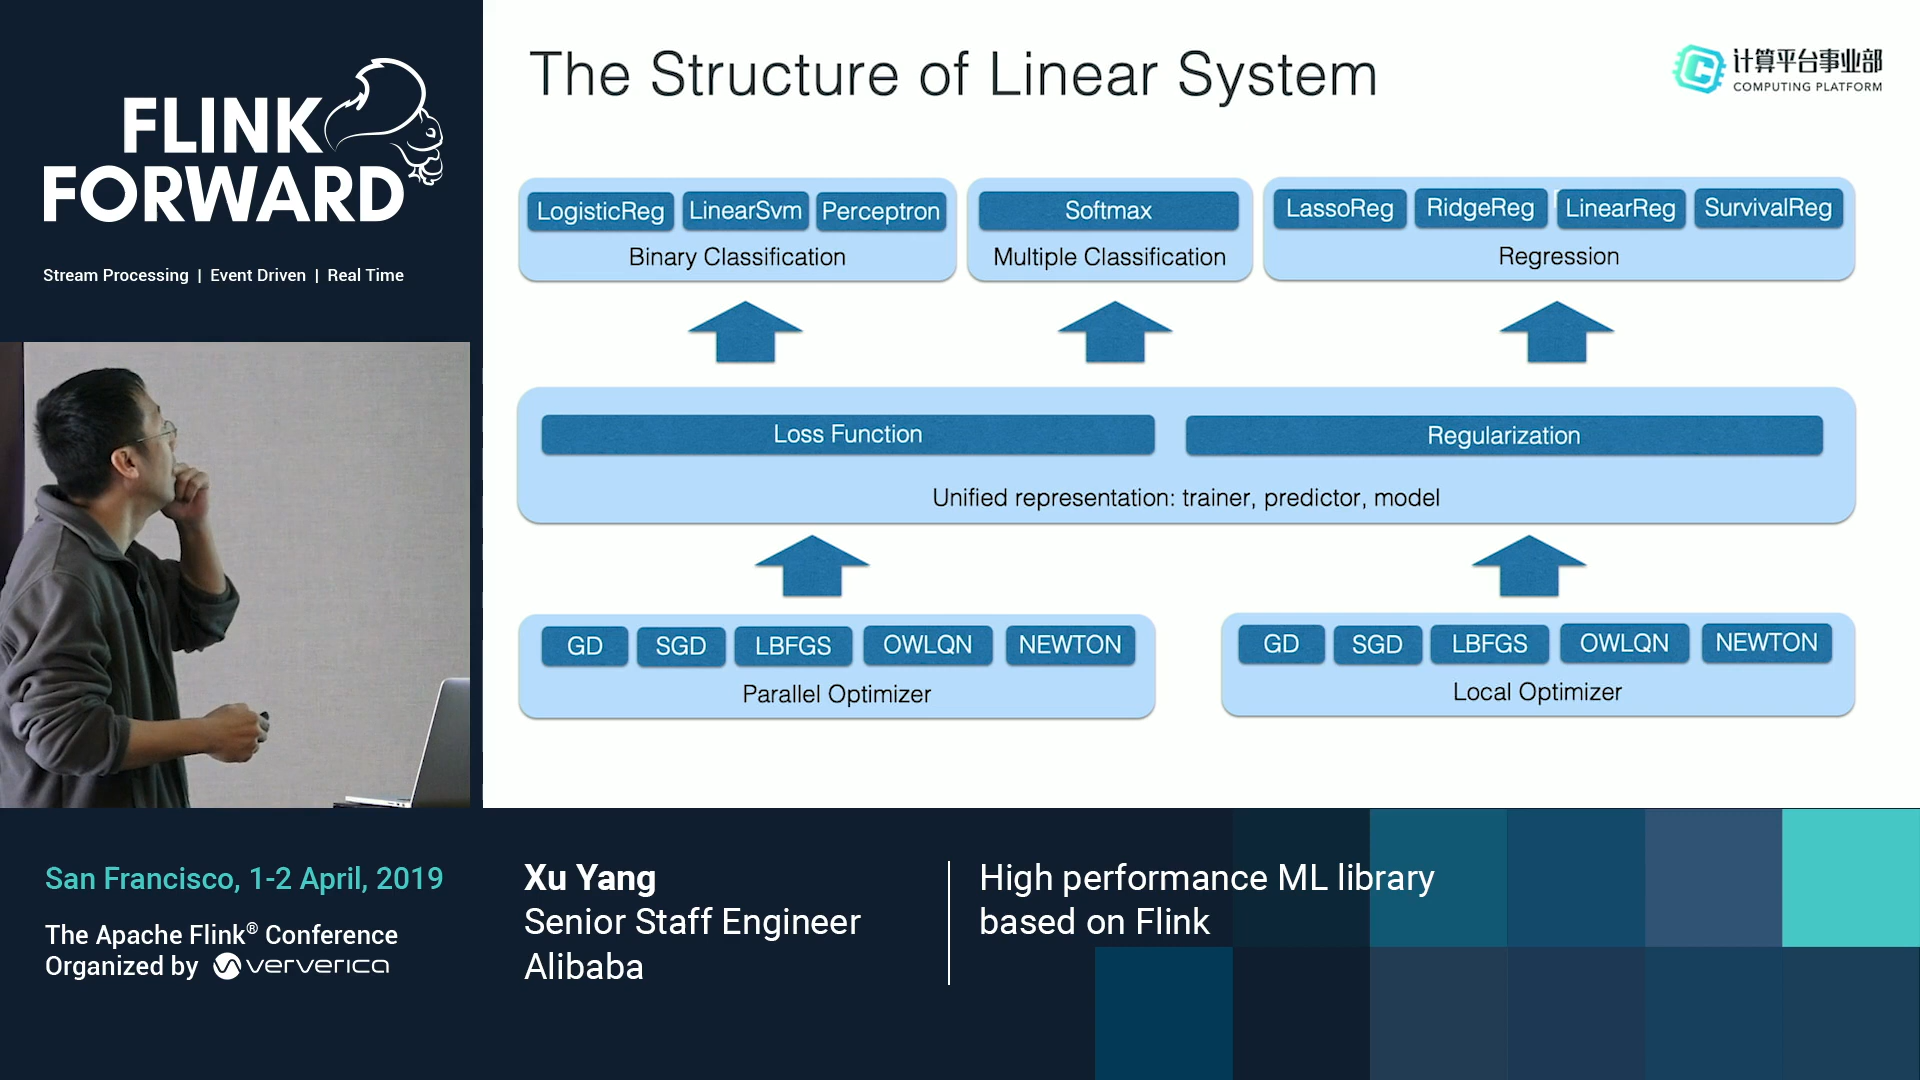 FLINK
FORWARD
Stream Processing | Event Driven | Real Time
The Structure of Linear System
计算平台事业部
COMPUTING PLATFORM
LogisticReg LinearSvm Perceptron
Binary Classification
Softmax
Multiple Classification
LassoReg RidgeReg LinearReg SurvivalReg
Regression
Loss Function
Regularization
Unified representation: trainer, predictor, model
GD SGD LBFGS OWLQN NEWTON
Parallel Optimizer
GD SGD LBFGS OWLQN NEWTON
Local Optimizer
San Francisco, 1-2 April, 2019
The Apache Flink® Conference
Organized by ververica
Xu Yang
Senior Staff Engineer
Alibaba
High performance ML library
based on Flink